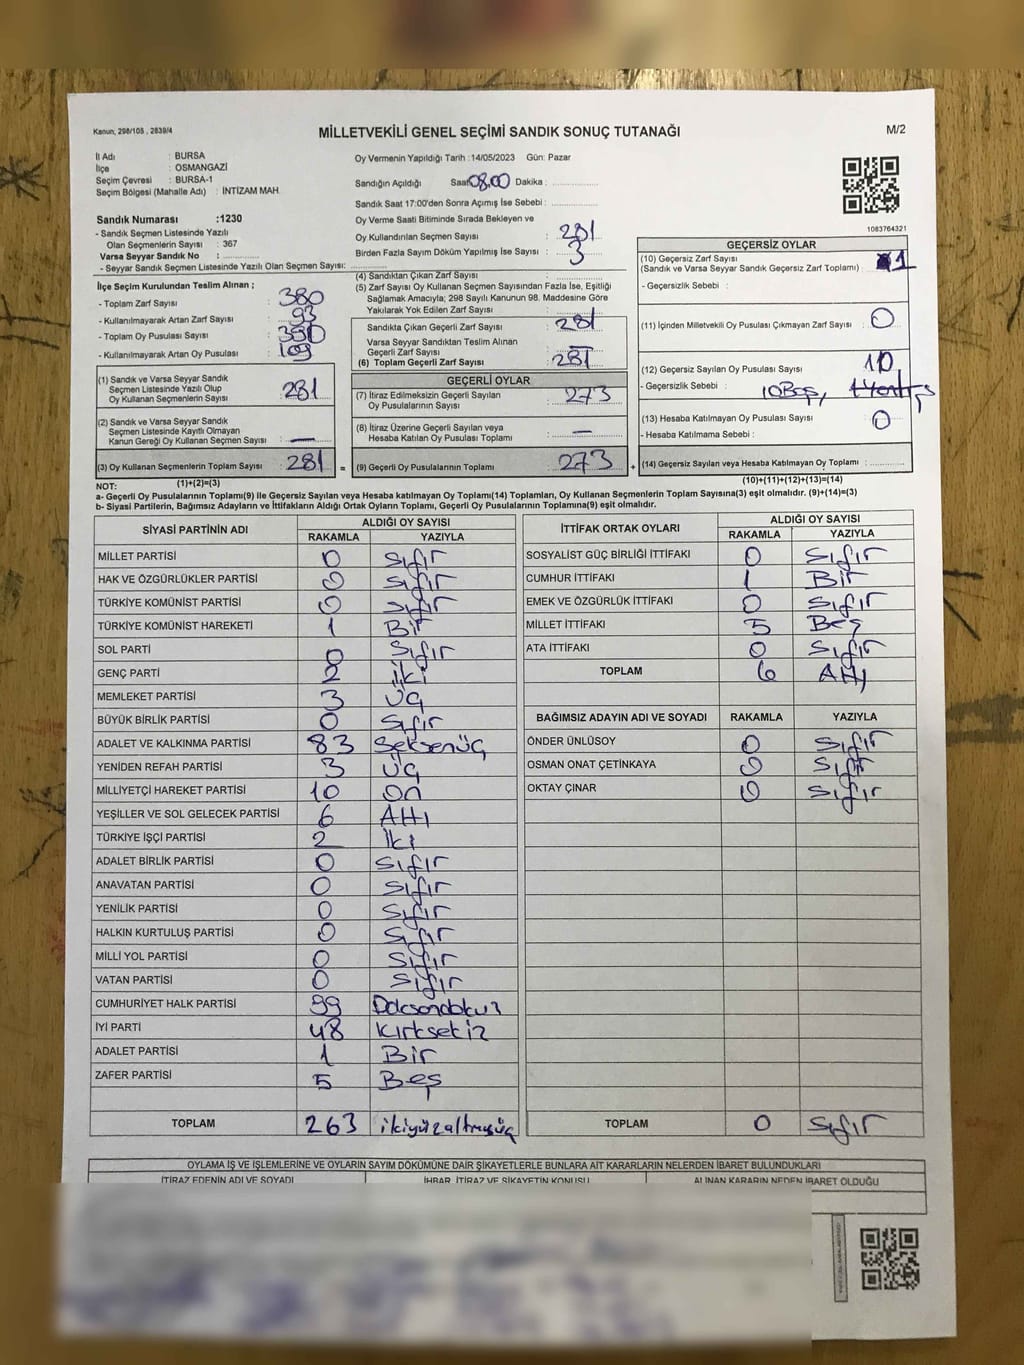 Kanun, 298/105 , 2839/4
MİLLETVEKİLİ GENEL SEÇİMİ SANDIK SONUÇ TUTANAĞI
M/2
İl Adı : BURSA
İlçe : OSMANGAZİ
Seçim Çevresi : BURSA-1
Seçim Bölgesi (Mahalle Adı) : İNTİZAM MAH.
Oy Vermenin Yapıldığı Tarih :14/05/2023 Gün: Pazar
Sandığın Açıldığı Saat 08.00 Dakika :
Sandık Saat 17:00'den Sonra Açımış İse Sebebi :
Sandık Numarası :1230
- Sandık Seçmen Listesinde Yazılı
Olan Seçmenlerin Sayısı : 367
Varsa Seyyar Sandık No :
- Seyyar Sandık Seçmen Listesinde Yazılı Olan Seçmen Sayısı:
Oy Verme Saati Bitiminde Sırada Bekleyen ve
Oy Kullandırılan Seçmen Sayısı : 281
Birden Fazla Sayım Döküm Yapılmış İse Sayısı : 3
1083764321
İlçe Seçim Kurulundan Teslim Alınan ;
- Toplam Zarf Sayısı : 380
- Kullanılmayarak Artan Zarf Sayısı : 93
- Toplam Oy Pusulası Sayısı :
- Kullanılmayarak Artan Oy Pusulası : 109
(4) Sandıktan Çıkan Zarf Sayısı :
(5) Zarf Sayısı Oy Kullanan Seçmen Sayısından Fazla İse, Eşitliği
Sağlamak Amacıyla; 298 Sayılı Kanunun 98. Maddesine Göre
Yakılarak Yok Edilen Zarf Sayısı :
Sandıkta Çıkan Geçerli Zarf Sayısı : 281
Varsa Seyyar Sandıktan Teslim Alınan
Geçerli Zarf Sayısı :
(6) Toplam Geçerli Zarf Sayısı : 281
GEÇERSİZ OYLAR
(10) Geçersiz Zarf Sayısı
(Sandık ve Varsa Seyyar Sandık Geçersiz Zarf Toplamı) : 1
- Geçersizlik Sebebi :
(11) İçinden Milletvekili Oy Pusulası Çıkmayan Zarf Sayısı : 0
(12) Geçersiz Sayılan Oy Pusulası Sayısı : 10
- Geçersizlik Sebebi : 10 Boş,
(13) Hesaba Katılmayan Oy Pusulası Sayısı : 0
- Hesaba Katılmama Sebebi :
(14) Geçersiz Sayılan veya Hesaba Katılmayan Oy Toplamı :
(10)+(11)+(12)+(13)=(14)
(1) Sandık ve Varsa Seyyar Sandık
Seçmen Listesinde Yazılı Olup
Oy Kullanan Seçmenlerin Sayısı : 281
(2) Sandık ve Varsa Seyyar Sandık
Seçmen Listesinde Kayıtlı Olmayan
Kanun Gereği Oy Kullanan Seçmen Sayısı : —
(3) Oy Kullanan Seçmenlerin Toplam Sayısı : 281 =
(1)+(2)=(3)
GEÇERLİ OYLAR
(7) İtiraz Edilmeksizin Geçerli Sayılan
Oy Pusulalarının Sayısı : 273
(8) İtiraz Üzerine Geçerli Sayılan veya
Hesaba Katılan Oy Pusulası Toplamı : —
(9) Geçerli Oy Pusulalarının Toplamı : 273 +
NOT:
a- Geçerli Oy Pusulalarının Toplamı(9) ile Geçersiz Sayılan veya Hesaba katılmayan Oy Toplamı(14) Toplamları, Oy Kullanan Seçmenlerin Toplam Sayısına(3) eşit olmalıdır. (9)+(14)=(3)
b- Siyasi Partilerin, Bağımsız Adayların ve İttifakların Aldığı Ortak Oyların Toplamı, Geçerli Oy Pusulalarının Toplamına(9) eşit olmalıdır.
SİYASİ PARTİNİN ADI ALDIĞI OY SAYISI
RAKAMLA YAZIYLA
MİLLET PARTİSİ 0 Sıfır
HAK VE ÖZGÜRLÜKLER PARTİSİ 0 Sıfır
TÜRKİYE KOMÜNİST PARTİSİ 0 Sıfır
TÜRKİYE KOMÜNİST HAREKETİ 1 Bir
SOL PARTİ 0 Sıfır
GENÇ PARTİ 2 İki
MEMLEKET PARTİSİ 3 Üç
BÜYÜK BİRLİK PARTİSİ 0 Sıfır
ADALET VE KALKINMA PARTİSİ 83 Seksenüç
YENİDEN REFAH PARTİSİ 3 Üç
MİLLİYETÇİ HAREKET PARTİSİ 10 On
YEŞİLLER VE SOL GELECEK PARTİSİ 6 Altı
TÜRKİYE İŞÇİ PARTİSİ 2 İki
ADALET BİRLİK PARTİSİ 0 Sıfır
ANAVATAN PARTİSİ 0 Sıfır
YENİLİK PARTİSİ 0 Sıfır
HALKIN KURTULUŞ PARTİSİ 0 Sıfır
MİLLİ YOL PARTİSİ 0 Sıfır
VATAN PARTİSİ 0 Sıfır
CUMHURİYET HALK PARTİSİ 99 Doksandokuz
İYİ PARTİ 48 Kırksekiz
ADALET PARTİSİ 1 Bir
ZAFER PARTİSİ 5 Beş
TOPLAM 263 ikiyüzaltmışüç
İTTİFAK ORTAK OYLARI ALDIĞI OY SAYISI
RAKAMLA YAZIYLA
SOSYALİST GÜÇ BİRLİĞİ İTTİFAKI 0 Sıfır
CUMHUR İTTİFAKI 1 Bir
EMEK VE ÖZGÜRLÜK İTTİFAKI 0 Sıfır
MİLLET İTTİFAKI 5 Beş
ATA İTTİFAKI 0 Sıfır
TOPLAM 6 Altı
BAĞIMSIZ ADAYIN ADI VE SOYADI RAKAMLA YAZIYLA
ÖNDER ÜNLÜSOY 0 Sıfır
OSMAN ONAT ÇETİNKAYA 0 Sıfır
OKTAY ÇINAR 0 Sıfır
TOPLAM 0 Sıfır
OYLAMA İŞ VE İŞLEMLERİNE VE OYLARIN SAYIM DÖKÜMÜNE DAİR ŞİKAYETLERLE BUNLARA AİT KARARLARIN NELERDEN İBARET BULUNDUKLARI
İTİRAZ EDENİN ADI VE SOYADI İHBAR, İTİRAZ VE ŞİKAYETİN KONUSU ALINAN KARARIN NEDEN İBARET OLDUĞU